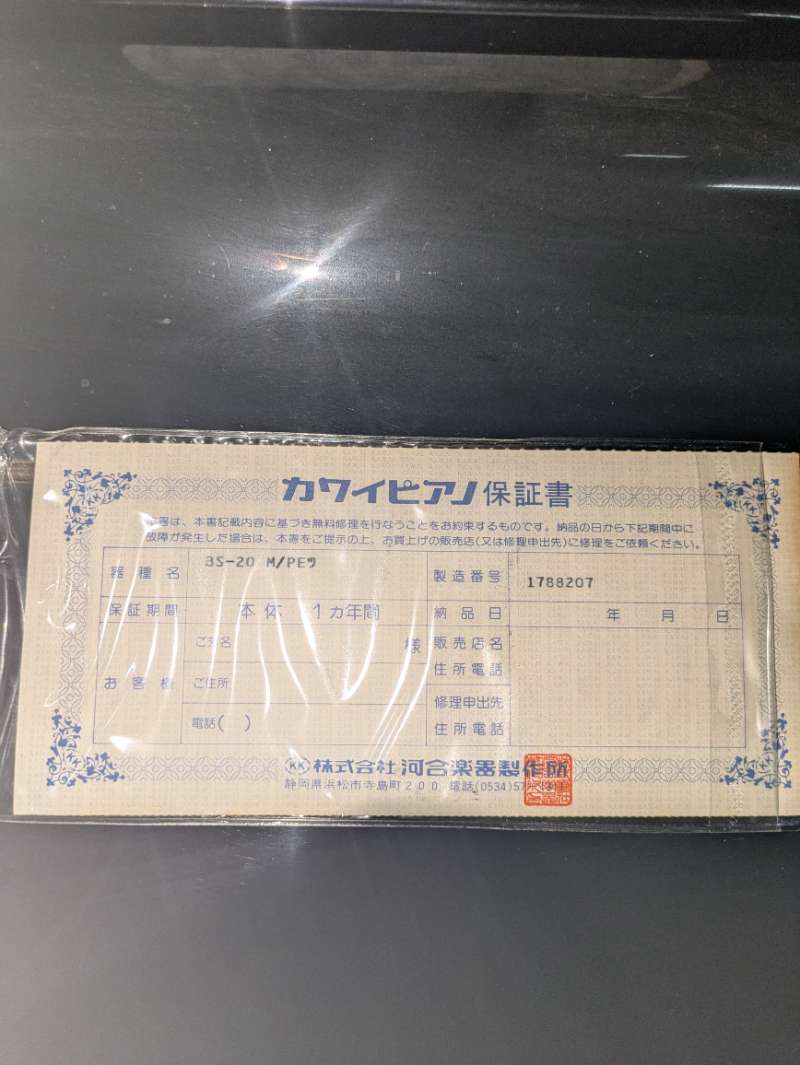 カワイピアノ 保証書
本書は、本書記載内容に基づき無料修理を行なうことをお約束するものです。納品の日から下記期間中に
故障が発生した場合は、本書をご提示の上、お買上げの販売店(又は修理申出先)に修理をご依頼ください。
器種名 BS-20 M/PEク 製造番号 1788207
保証期間 本体 1ヵ年間 納品日 年 月 日
お客様 ご芳名 様 販売店名
ご住所 住所電話
電話( ) 修理申出先
住所電話
KK 株式会社 河合楽器製作所
静岡県浜松市寺島町200 電話(0534)57